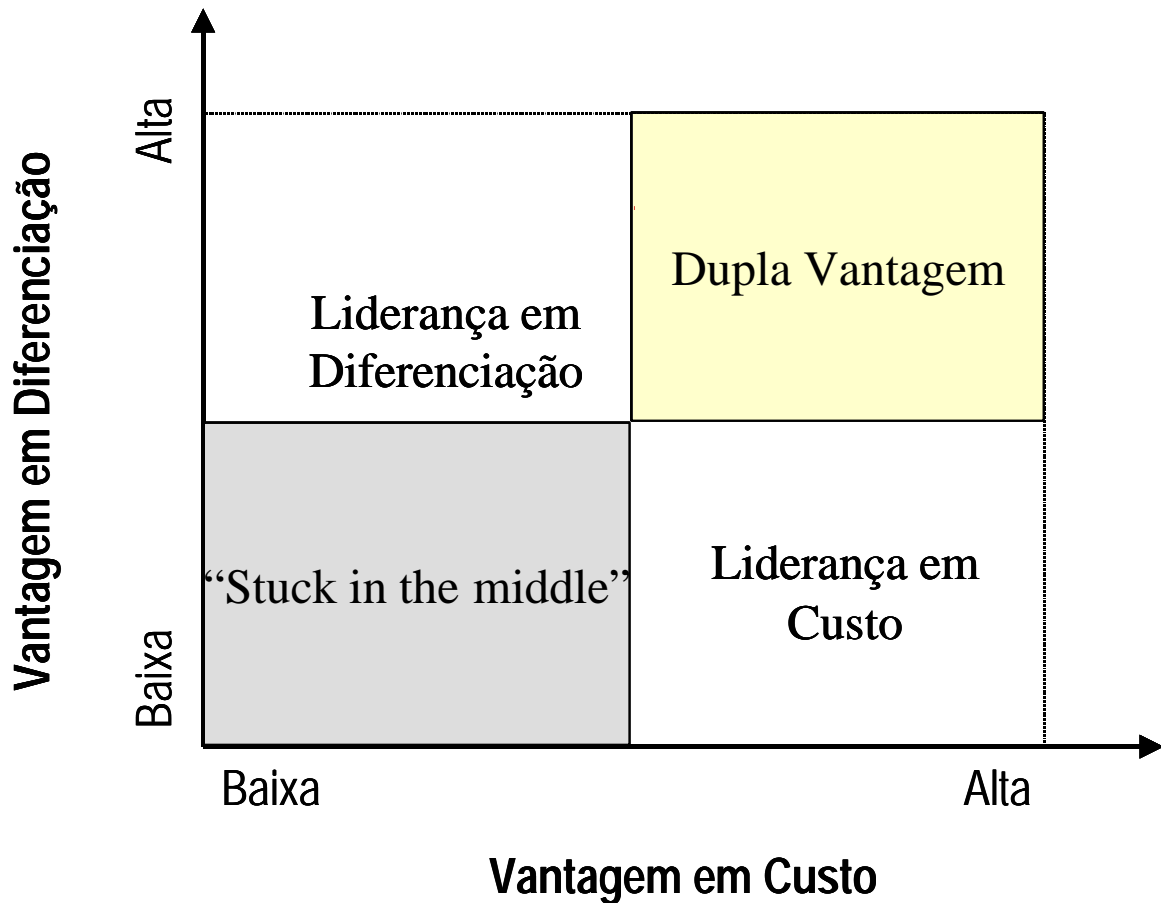 Vantagem em Diferenciação
Alta
Baixa
Dupla Vantagem
Liderança em
Diferenciação
“Stuck in the middle”
Liderança em
Custo
Baixa
Alta
Vantagem em Custo